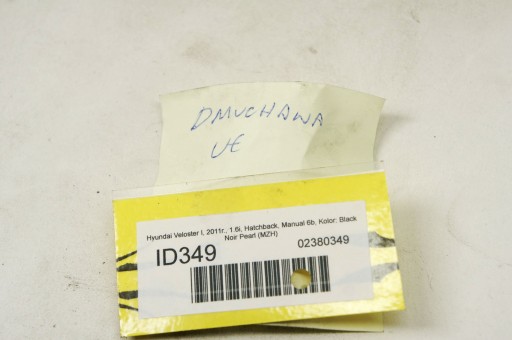 DMUCHAWA
UE
Hyundai Veloster I, 2011r., 1.6i, Hatchback, Manual 6b, Kolor: Black
Noir Pearl (MZH)
ID349
02380349